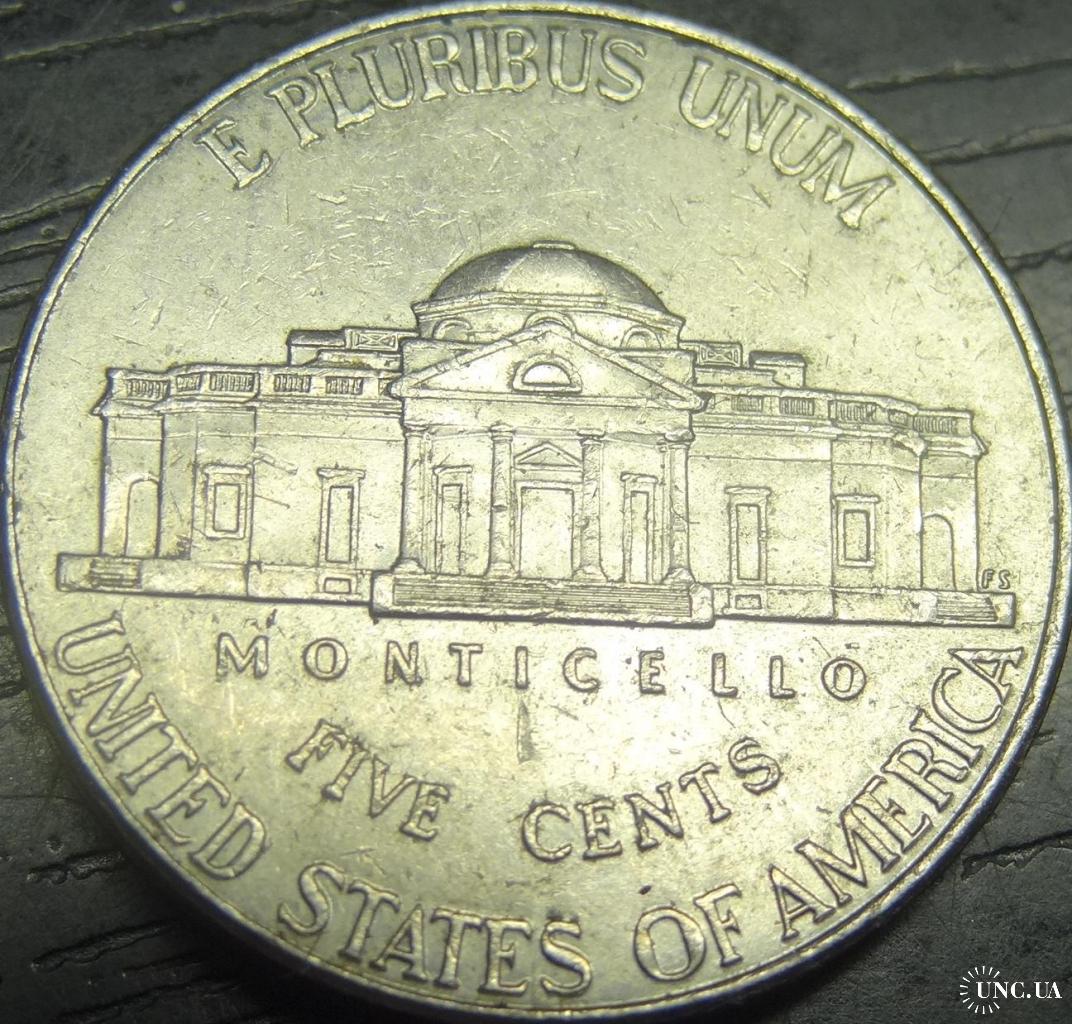 E PLURIBUS UNUM
FS
MONTICELLO
FIVE CENTS
UNITED STATES OF AMERICA
UNC.UA